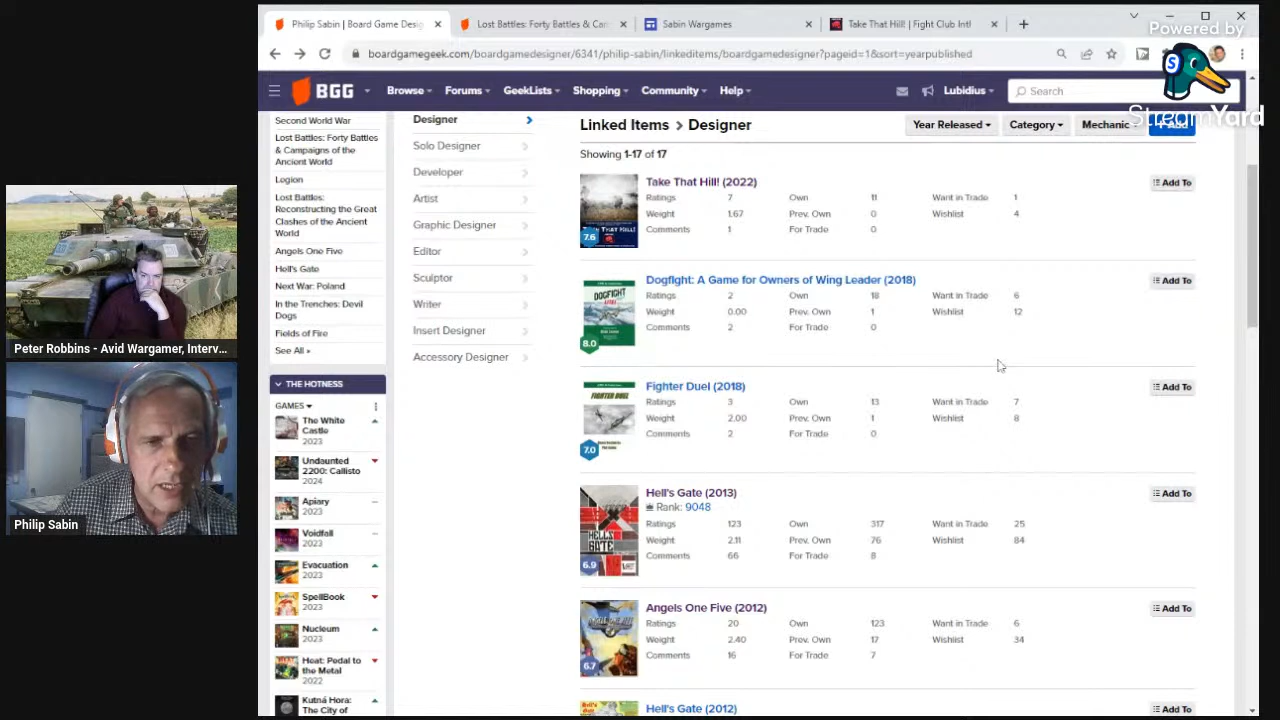 Philip Sabin | Board Game Desig
Lost Battles: Forty Battles & Can
Sabin Wargames
Take That Hill! | Fight Club Intl
Powered by
StreamYard
boardgamegeek.com/boardgamedesigner/6341/philip-sabin/linkeditems/boardgamedesigner?pageid=1&sort=yearpublished
BGG
Browse
Forums
GeekLists
Shopping
Community
Help
Lubidius
Search
Second World War
Lost Battles: Forty Battles
& Campaigns of the
Ancient World
Legion
Lost Battles:
Reconstructing the Great
Clashes of the Ancient
World
Angels One Five
Hell's Gate
Next War: Poland
In the Trenches: Devil
Dogs
Fields of Fire
See All »
THE HOTNESS
GAMES
The White
Castle
2023
Undaunted
2200: Callisto
2024
Apiary
2023
Voidfall
2023
Evacuation
2023
SpellBook
2023
Nucleum
2023
Heat: Pedal to
the Metal
2022
Kutná Hora:
The City of
Designer
Solo Designer
Developer
Artist
Graphic Designer
Editor
Sculptor
Writer
Insert Designer
Accessory Designer
Linked Items > Designer
Year Released
Category
Mechanic
Add
Showing 1-17 of 17
Take That Hill! (2022)
Add To
Ratings 7 Own 11 Want in Trade 1
Weight 1.67 Prev. Own 0 Wishlist 4
Comments 1 For Trade 0
7.6
Dogfight: A Game for Owners of Wing Leader (2018)
Add To
Ratings 2 Own 18 Want in Trade 6
Weight 0.00 Prev. Own 1 Wishlist 12
Comments 2 For Trade 0
DOGFIGHT
8.0
Fighter Duel (2018)
Add To
Ratings 3 Own 13 Want in Trade 7
Weight 2.00 Prev. Own 1 Wishlist 8
Comments 2 For Trade 0
FIGHTER DUEL
7.0
Hell's Gate (2013)
Add To
Rank: 9048
Ratings 123 Own 317 Want in Trade 25
Weight 2.11 Prev. Own 76 Wishlist 84
Comments 66 For Trade 8
HELL'S
GATE
6.9
Angels One Five (2012)
Add To
Ratings 20 Own 123 Want in Trade 6
Weight 2.40 Prev. Own 17 Wishlist 34
Comments 16 For Trade 7
6.7
Hell's Gate (2012)
Add To
Peter Robbins - Avid Wargamer, Interv...
Philip Sabin